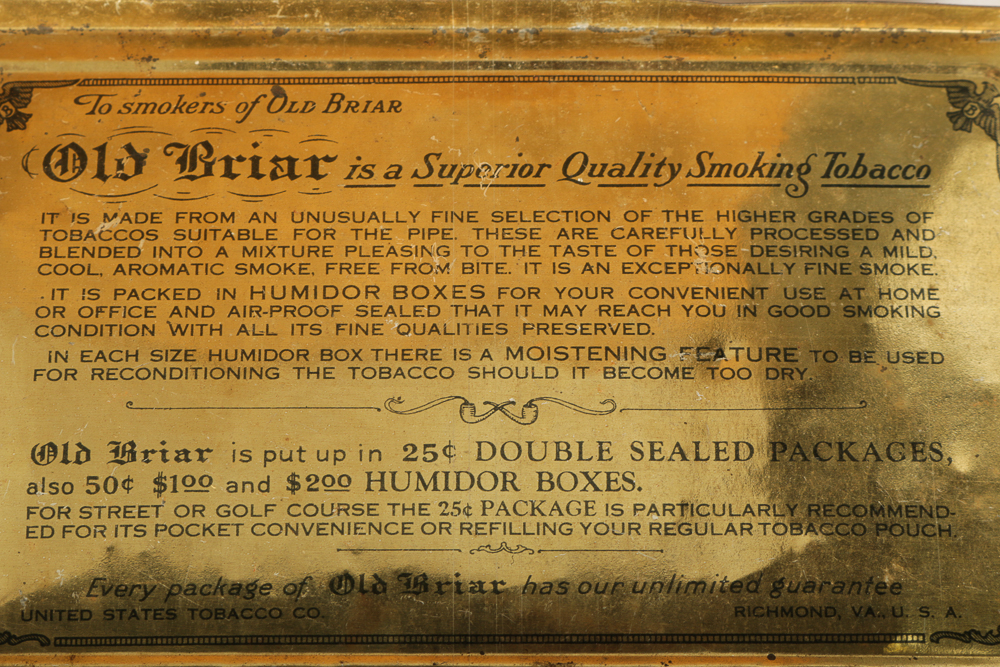 To smokers of OLD BRIAR
Old Briar is a Superior Quality Smoking Tobacco
IT IS MADE FROM AN UNUSUALLY FINE SELECTION OF THE HIGHER GRADES OF
TOBACCOS SUITABLE FOR THE PIPE. THESE ARE CAREFULLY PROCESSED AND
BLENDED INTO A MIXTURE PLEASING TO THE TASTE OF THOSE DESIRING A MILD,
COOL, AROMATIC SMOKE, FREE FROM BITE. IT IS AN EXCEPTIONALLY FINE SMOKE.
IT IS PACKED IN HUMIDOR BOXES FOR YOUR CONVENIENT USE AT HOME
OR OFFICE AND AIR-PROOF SEALED THAT IT MAY REACH YOU IN GOOD SMOKING
CONDITION WITH ALL ITS FINE QUALITIES PRESERVED.
IN EACH SIZE HUMIDOR BOX THERE IS A MOISTENING FEATURE TO BE USED
FOR RECONDITIONING THE TOBACCO SHOULD IT BECOME TOO DRY.
Old Briar is put up in 25¢ DOUBLE SEALED PACKAGES,
also 50¢ $1.00 and $2.00 HUMIDOR BOXES.
FOR STREET OR GOLF COURSE THE 25¢ PACKAGE IS PARTICULARLY RECOMMEND-
ED FOR ITS POCKET CONVENIENCE OR REFILLING YOUR REGULAR TOBACCO POUCH.
Every package of Old Briar has our unlimited guarantee
UNITED STATES TOBACCO CO. RICHMOND, VA., U. S. A.